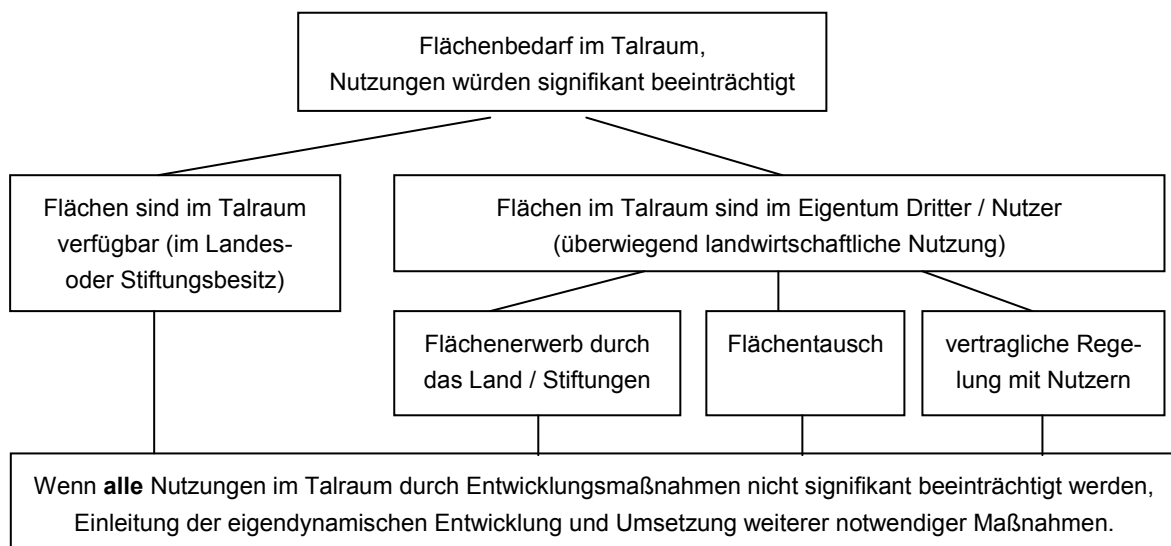 Flächenbedarf im Talraum,
Nutzungen würden signifikant beeinträchtigt
Flächen sind im Talraum
verfügbar (im Landes-
oder Stiftungsbesitz)
Flächen im Talraum sind im Eigentum Dritter / Nutzer
(überwiegend landwirtschaftliche Nutzung)
Flächenerwerb durch
das Land / Stiftungen
Flächentausch
vertragliche Rege-
lung mit Nutzern
Wenn alle Nutzungen im Talraum durch Entwicklungsmaßnahmen nicht signifikant beeinträchtigt werden,
Einleitung der eigendynamischen Entwicklung und Umsetzung weiterer notwendiger Maßnahmen.